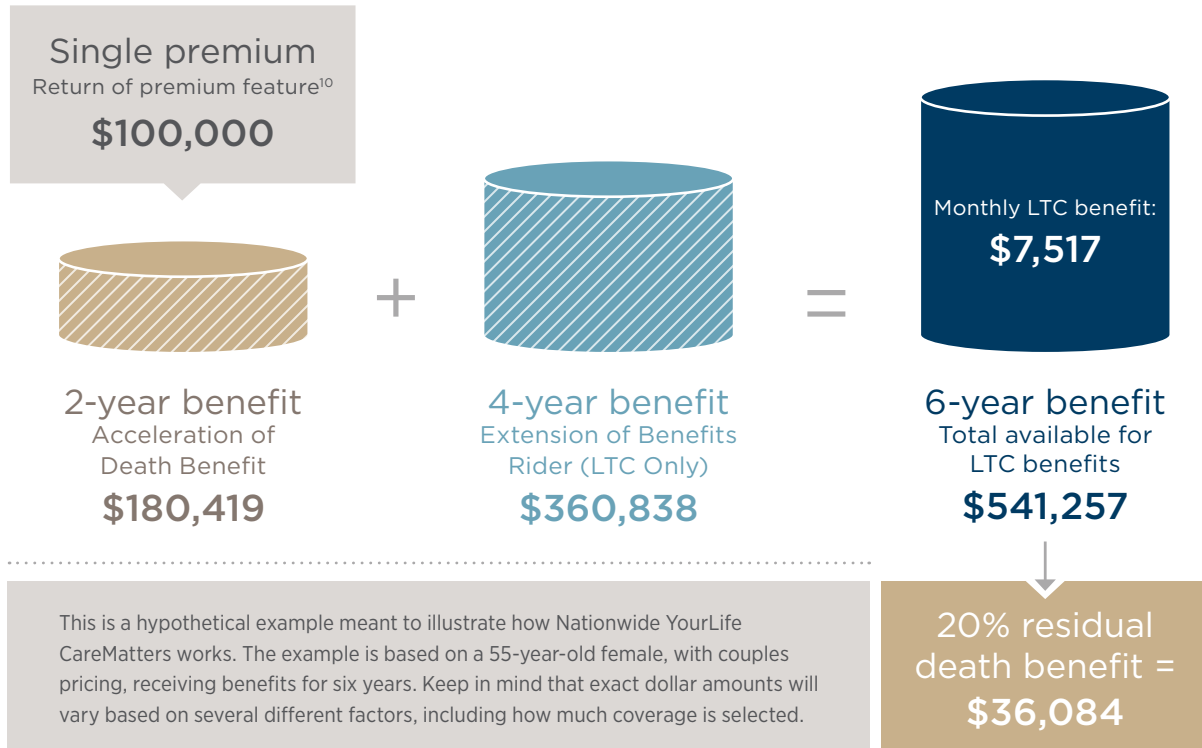 Single premium
Return of premium feature¹⁰
$100,000
Monthly LTC benefit:
$7,517
+
=
2-year benefit
Acceleration of
Death Benefit
$180,419
4-year benefit
Extension of Benefits
Rider (LTC Only)
$360,838
6-year benefit
Total available for
LTC benefits
$541,257
This is a hypothetical example meant to illustrate how Nationwide YourLife
CareMatters works. The example is based on a 55-year-old female, with couples
pricing, receiving benefits for six years. Keep in mind that exact dollar amounts will
vary based on several different factors, including how much coverage is selected.
20% residual
death benefit =
$36,084